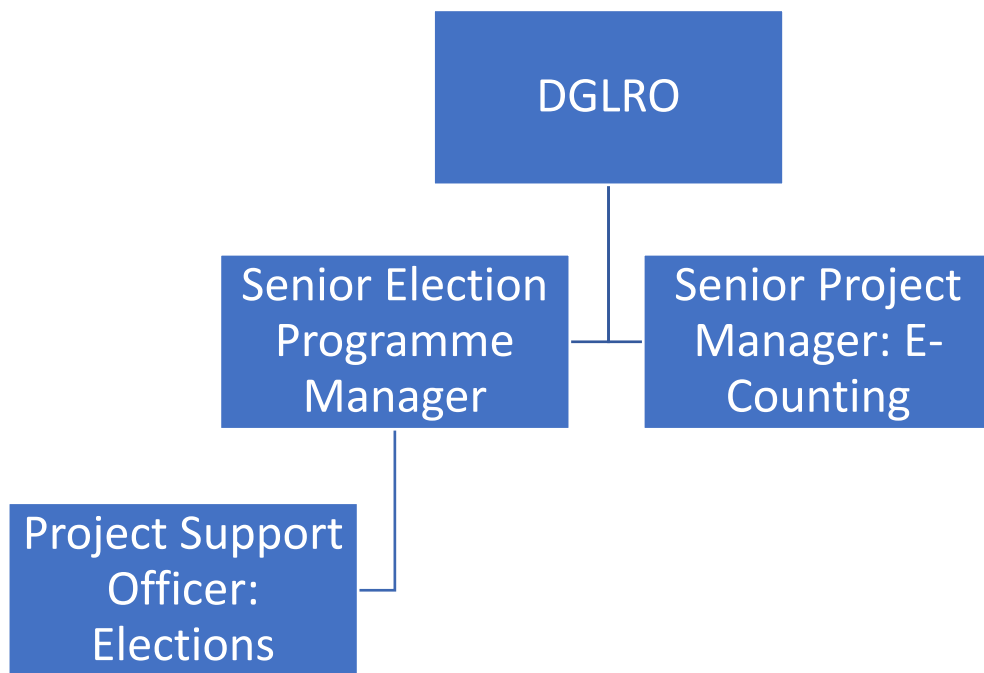 DGLRO
Senior Election
Programme
Manager
Senior Project
Manager: E-
Counting
Project Support
Officer:
Elections